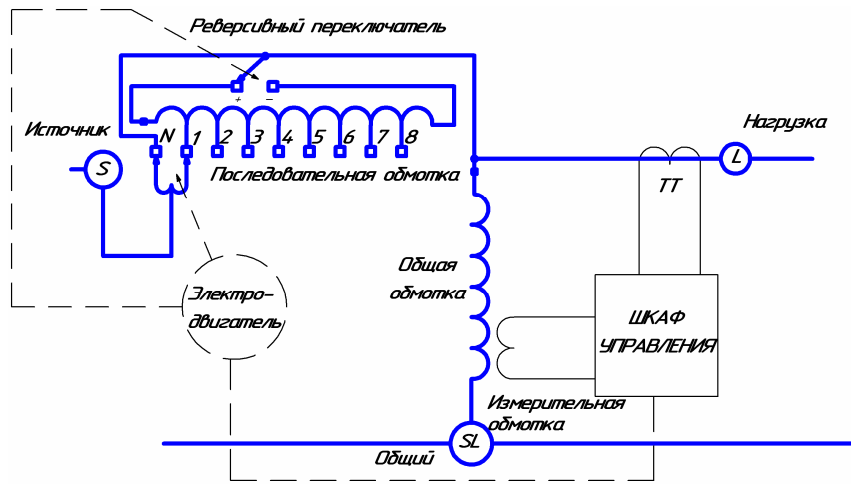 Реверсивный переключатель
+ −
Источник
N 1 2 3 4 5 6 7 8
Нагрузка
S
L
Последовательная обмотка
ТТ
Общая
обмотка
Электро-
двигатель
ШКАФ
УПРАВЛЕНИЯ
Измерительная
обмотка
SL
Общий